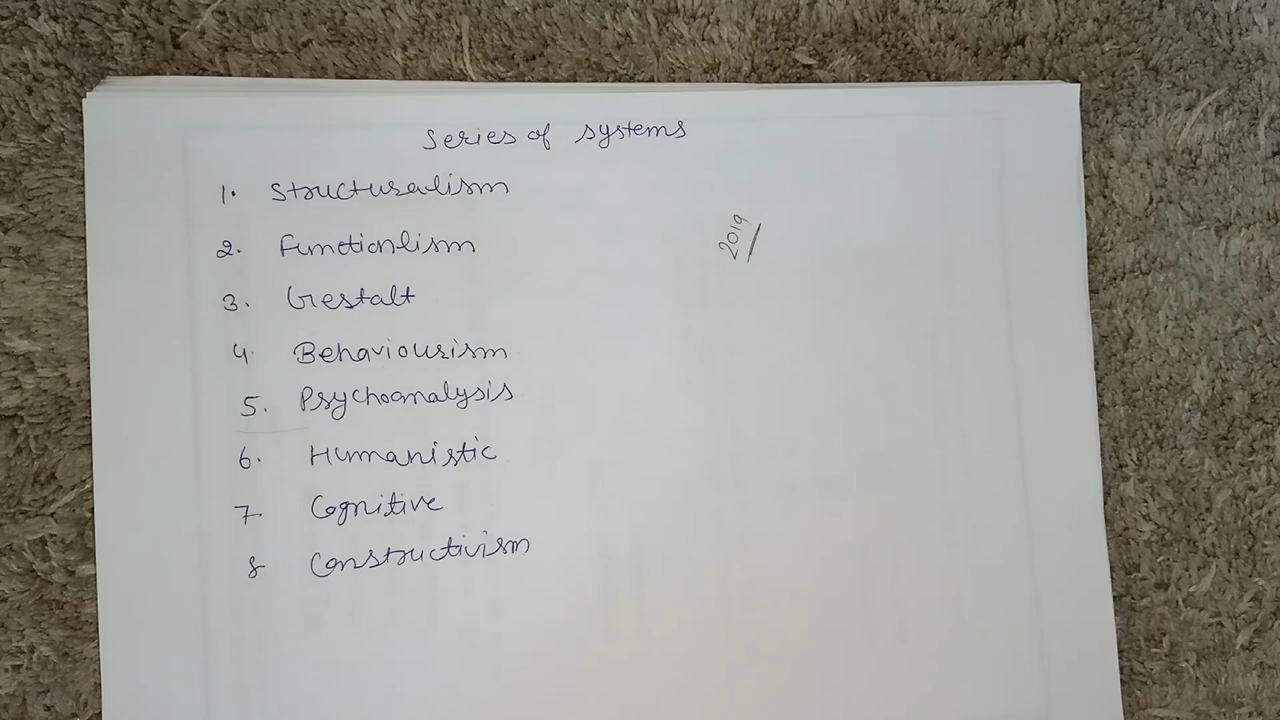 Series of systems
1. Structuralism
2. Functionlism
2019
3. Gestalt
4. Behaviourism
5. Psychoanalysis
6. Humanistic
7. Cognitive
8 Constructivism